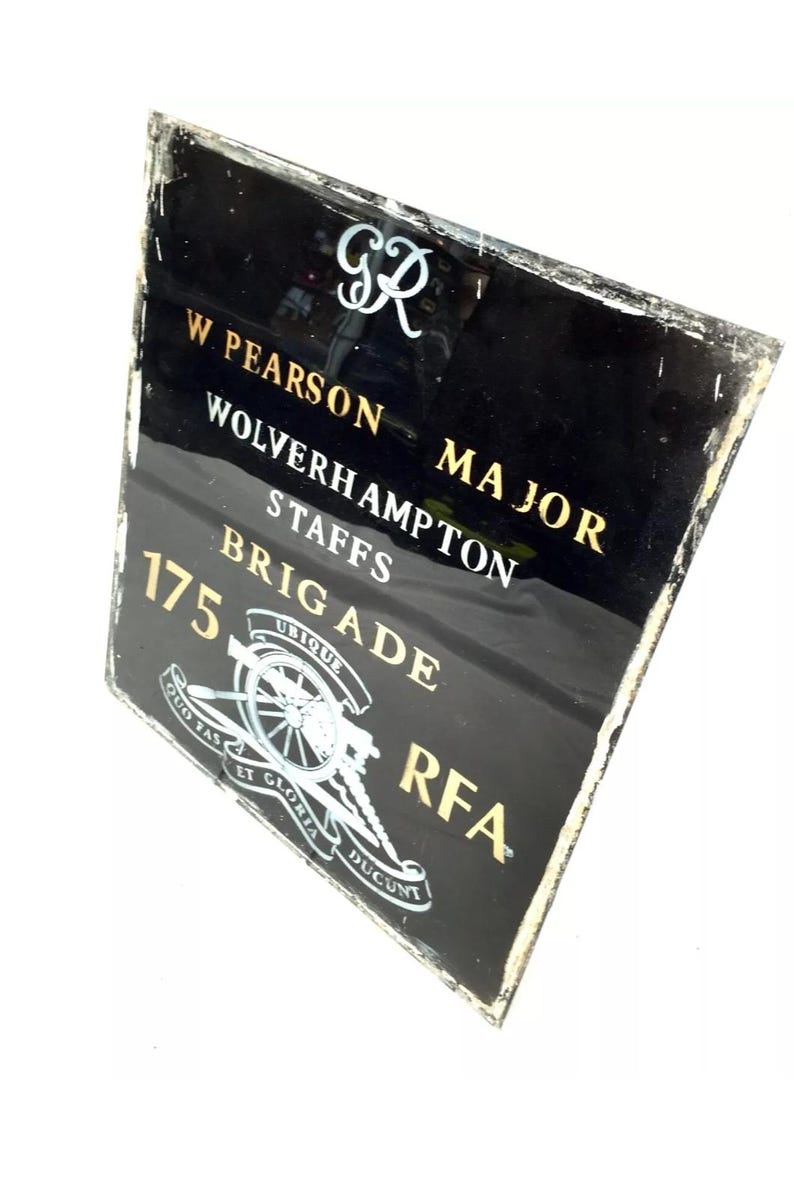 GR
W PEARSON MAJOR
WOLVERHAMPTON
STAFFS
BRIGADE
175 RFA
UBIQUE
QUO FAS ET GLORIA DUCUNT